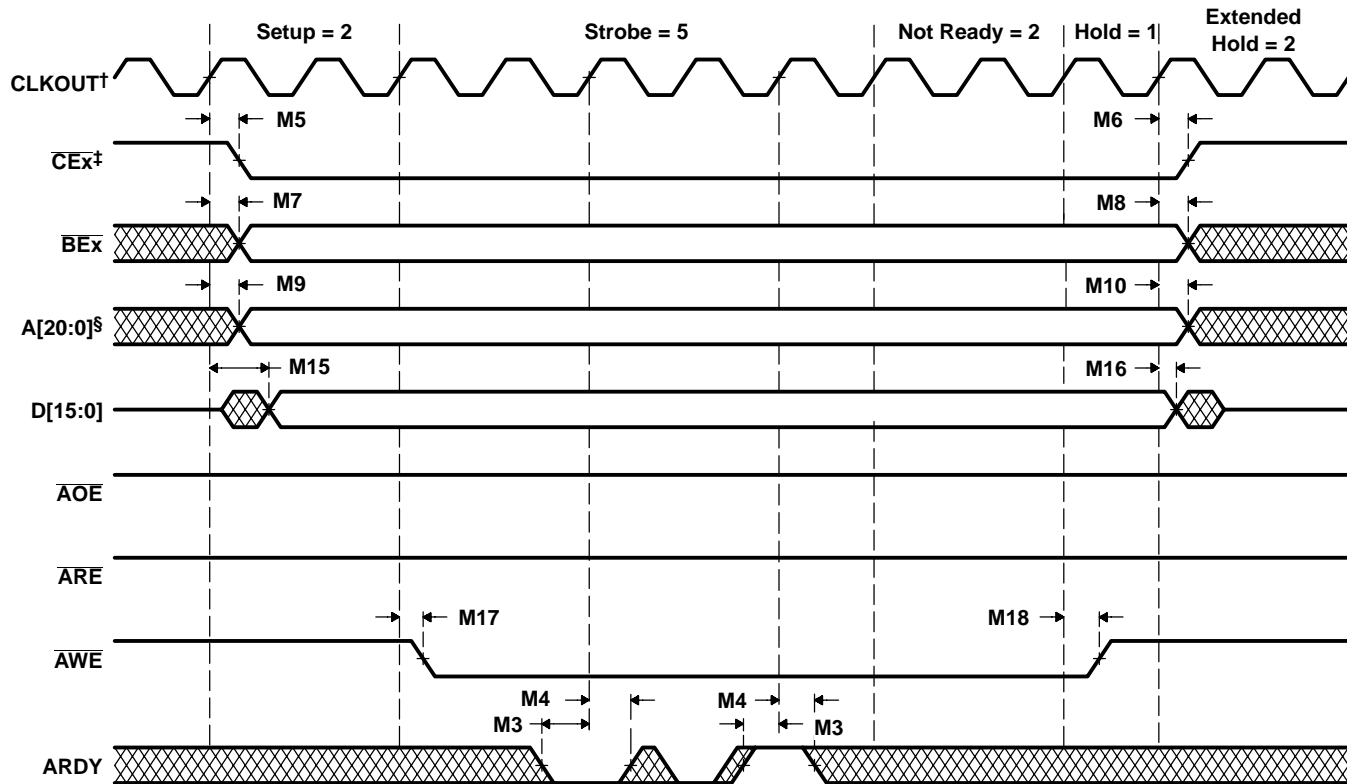 Setup = 2
Strobe = 5
Not Ready = 2
Hold = 1
Extended
Hold = 2
CLKOUT†
M5
M6
CEx‡
M7
M8
BEx
M9
M10
A[20:0]§
M15
M16
D[15:0]
AOE
ARE
M17
M18
AWE
M4
M4
M3
M3
ARDY